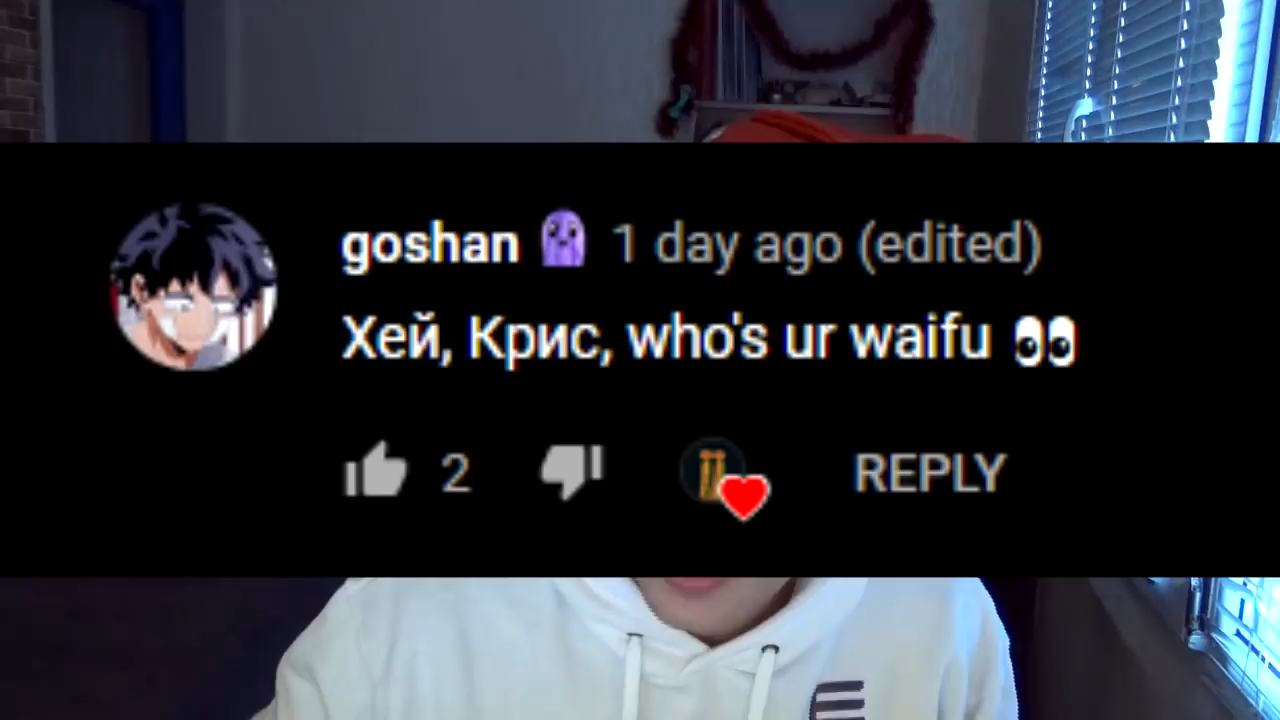 goshan 1 day ago (edited)
Хей, Крис, who's ur waifu 👀
2 REPLY